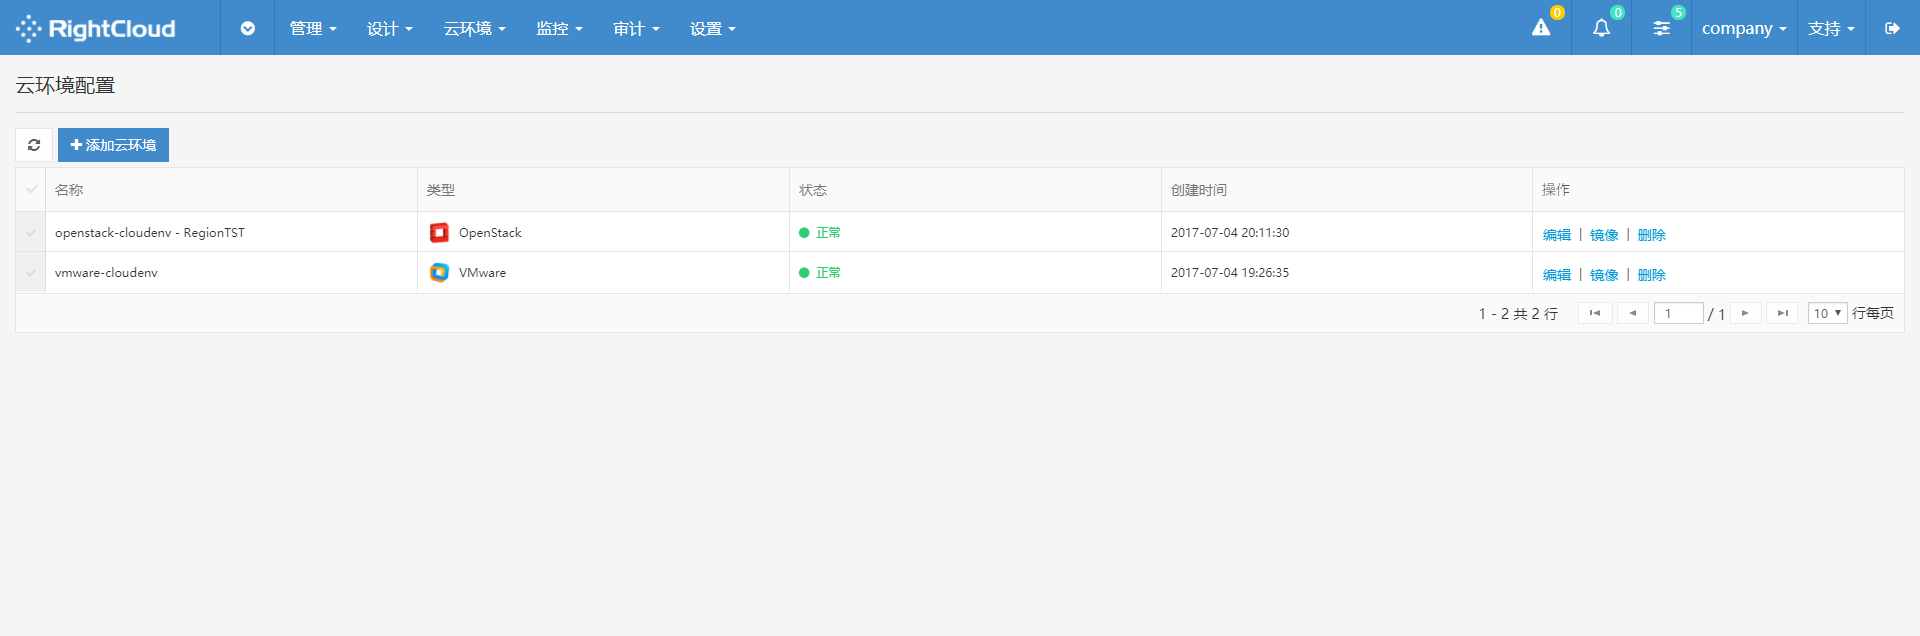 RightCloud 管理 设计 云环境 监控 审计 设置 0 0 5 company 支持
云环境配置
添加云环境
名称 类型 状态 创建时间 操作
openstack-cloudenv - RegionTST OpenStack 正常 2017-07-04 20:11:30 编辑 | 镜像 | 删除
vmware-cloudenv VMware 正常 2017-07-04 19:26:35 编辑 | 镜像 | 删除
1 - 2 共 2 行 1 / 1 10 行每页